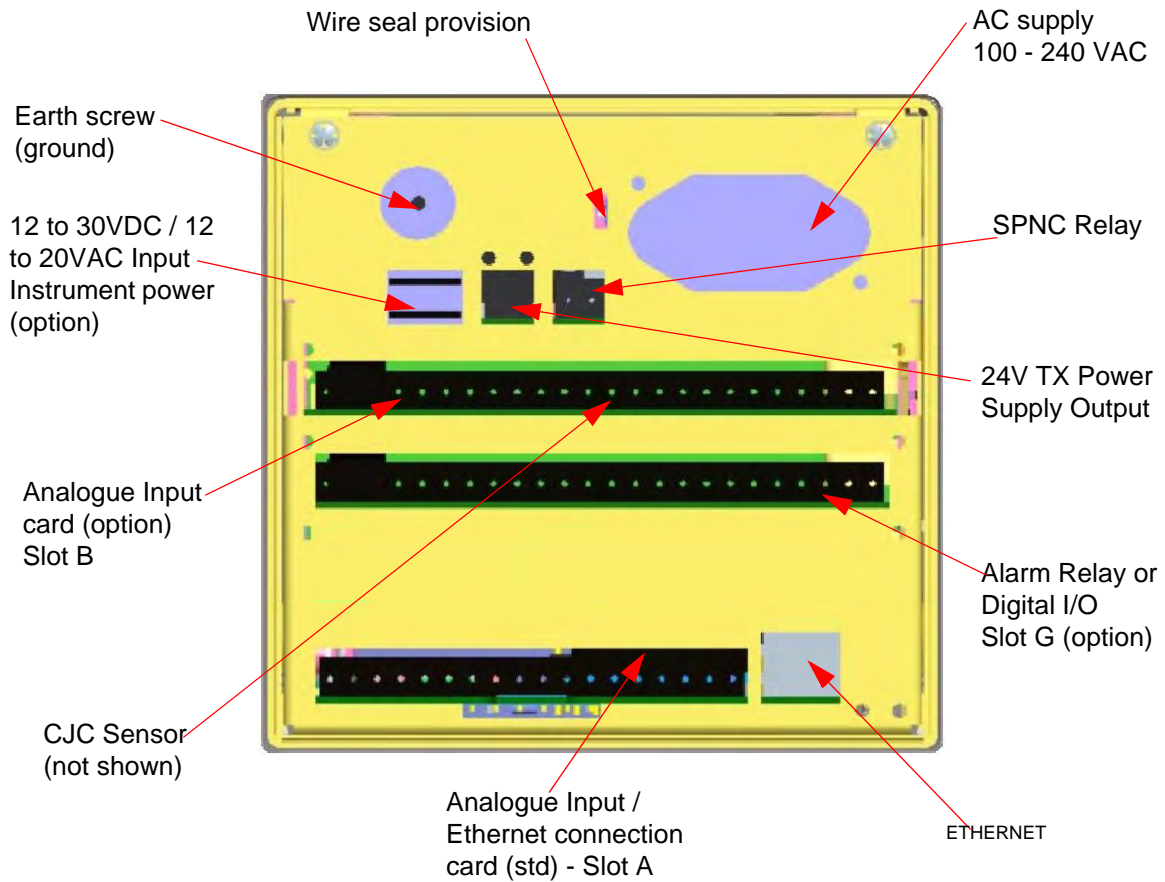 Wire seal provision
AC supply
100 - 240 VAC
Earth screw
(ground)
12 to 30VDC / 12
to 20VAC Input
Instrument power
(option)
SPNC Relay
24V TX Power
Supply Output
Analogue Input
card (option)
Slot B
Alarm Relay or
Digital I/O
Slot G (option)
CJC Sensor
(not shown)
Analogue Input /
Ethernet connection
card (std) - Slot A
ETHERNET